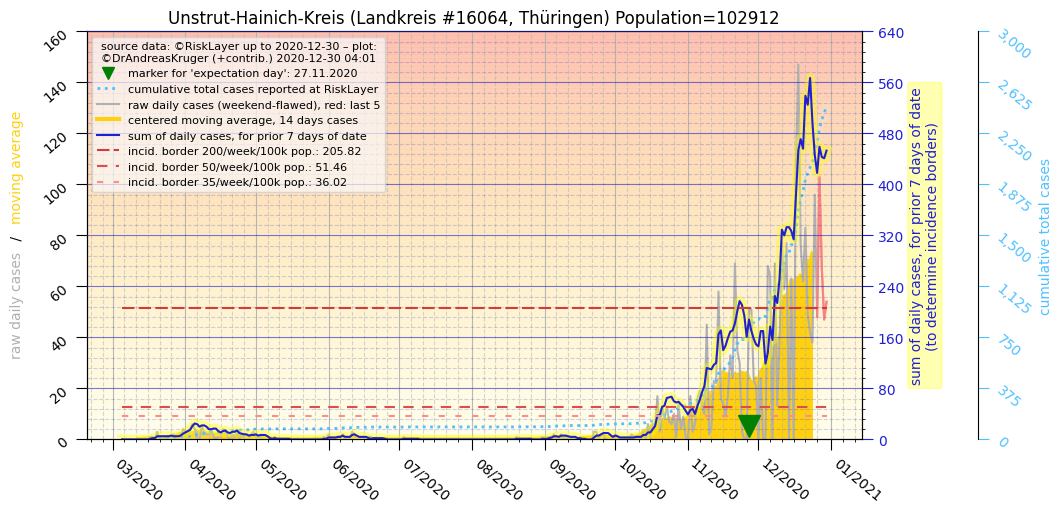 Unstrut-Hainich-Kreis (Landkreis #16064, Thüringen) Population=102912
source data: ©RiskLayer up to 2020-12-30 – plot:
©DrAndreasKruger (+contrib.) 2020-12-30 04:01
marker for 'expectation day': 27.11.2020
cumulative total cases reported at RiskLayer
raw daily cases (weekend-flawed), red: last 5
centered moving average, 14 days cases
sum of daily cases, for prior 7 days of date
incid. border 200/week/100k pop.: 205.82
incid. border 50/week/100k pop.: 51.46
incid. border 35/week/100k pop.: 36.02
raw daily cases / moving average
160
140
120
100
80
60
40
20
0
03/2020
04/2020
05/2020
06/2020
07/2020
08/2020
09/2020
10/2020
11/2020
12/2020
01/2021
640
560
480
400
320
240
160
80
0
sum of daily cases, for prior 7 days of date
(to determine incidence borders)
3,000
2,625
2,250
1,875
1,500
1,125
750
375
0
cumulative total cases